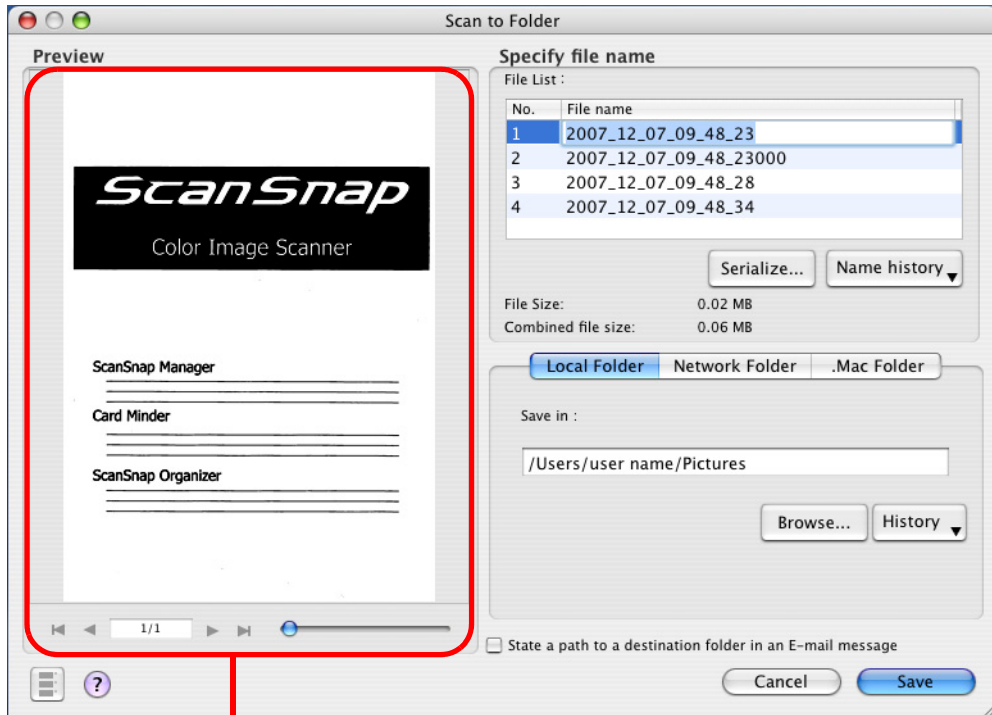 Scan to Folder
Preview
ScanSnap
Color Image Scanner
ScanSnap Manager
Card Minder
ScanSnap Organizer
1/1
?
Specify file name
File List :
No. File name
1 2007_12_07_09_48_23
2 2007_12_07_09_48_23000
3 2007_12_07_09_48_28
4 2007_12_07_09_48_34
Serialize... Name history
File Size: 0.02 MB
Combined file size: 0.06 MB
Local Folder Network Folder .Mac Folder
Save in :
/Users/user name/Pictures
Browse... History
State a path to a destination folder in an E-mail message
Cancel Save